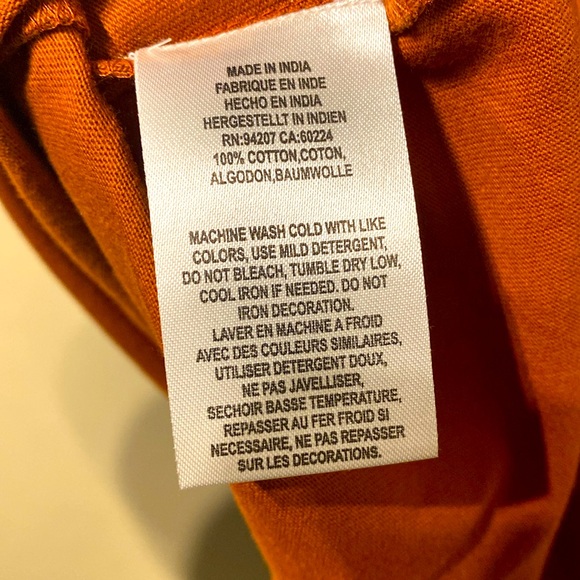 MADE IN INDIA
FABRIQUE EN INDE
HECHO EN INDIA
HERGESTELLT IN INDIEN
RN:94207 CA:60224
100% COTTON,COTON,
ALGODON,BAUMWOLLE
MACHINE WASH COLD WITH LIKE
COLORS, USE MILD DETERGENT,
DO NOT BLEACH, TUMBLE DRY LOW,
COOL IRON IF NEEDED. DO NOT
IRON DECORATION.
LAVER EN MACHINE A FROID
AVEC DES COULEURS SIMILAIRES,
UTILISER DETERGENT DOUX,
NE PAS JAVELLISER,
SECHOIR BASSE TEMPERATURE,
REPASSER AU FER FROID SI
NECESSAIRE, NE PAS REPASSER
SUR LES DECORATIONS.